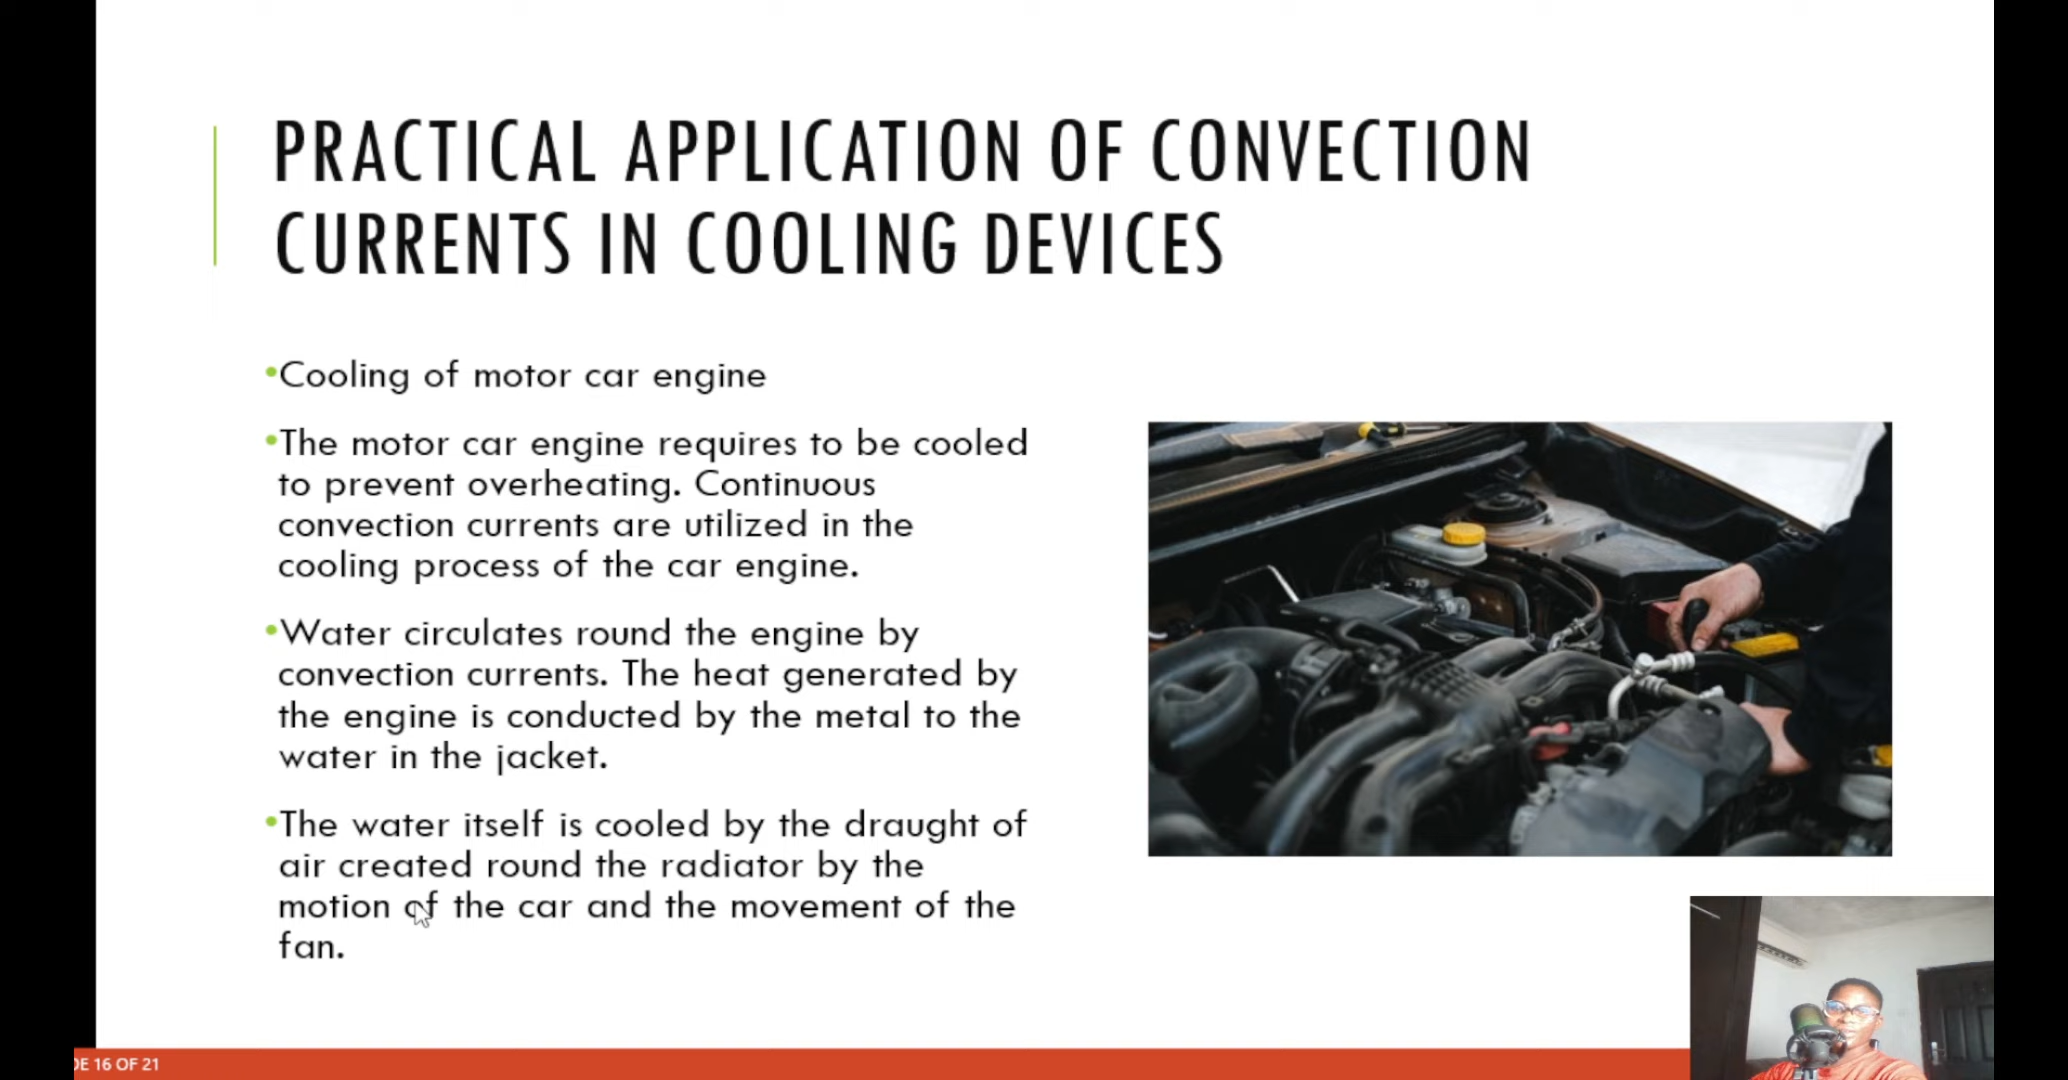 PRACTICAL APPLICATION OF CONVECTION
CURRENTS IN COOLING DEVICES
•Cooling of motor car engine
•The motor car engine requires to be cooled
to prevent overheating. Continuous
convection currents are utilized in the
cooling process of the car engine.
•Water circulates round the engine by
convection currents. The heat generated by
the engine is conducted by the metal to the
water in the jacket.
•The water itself is cooled by the draught of
air created round the radiator by the
motion of the car and the movement of the
fan.
DE 16 OF 21